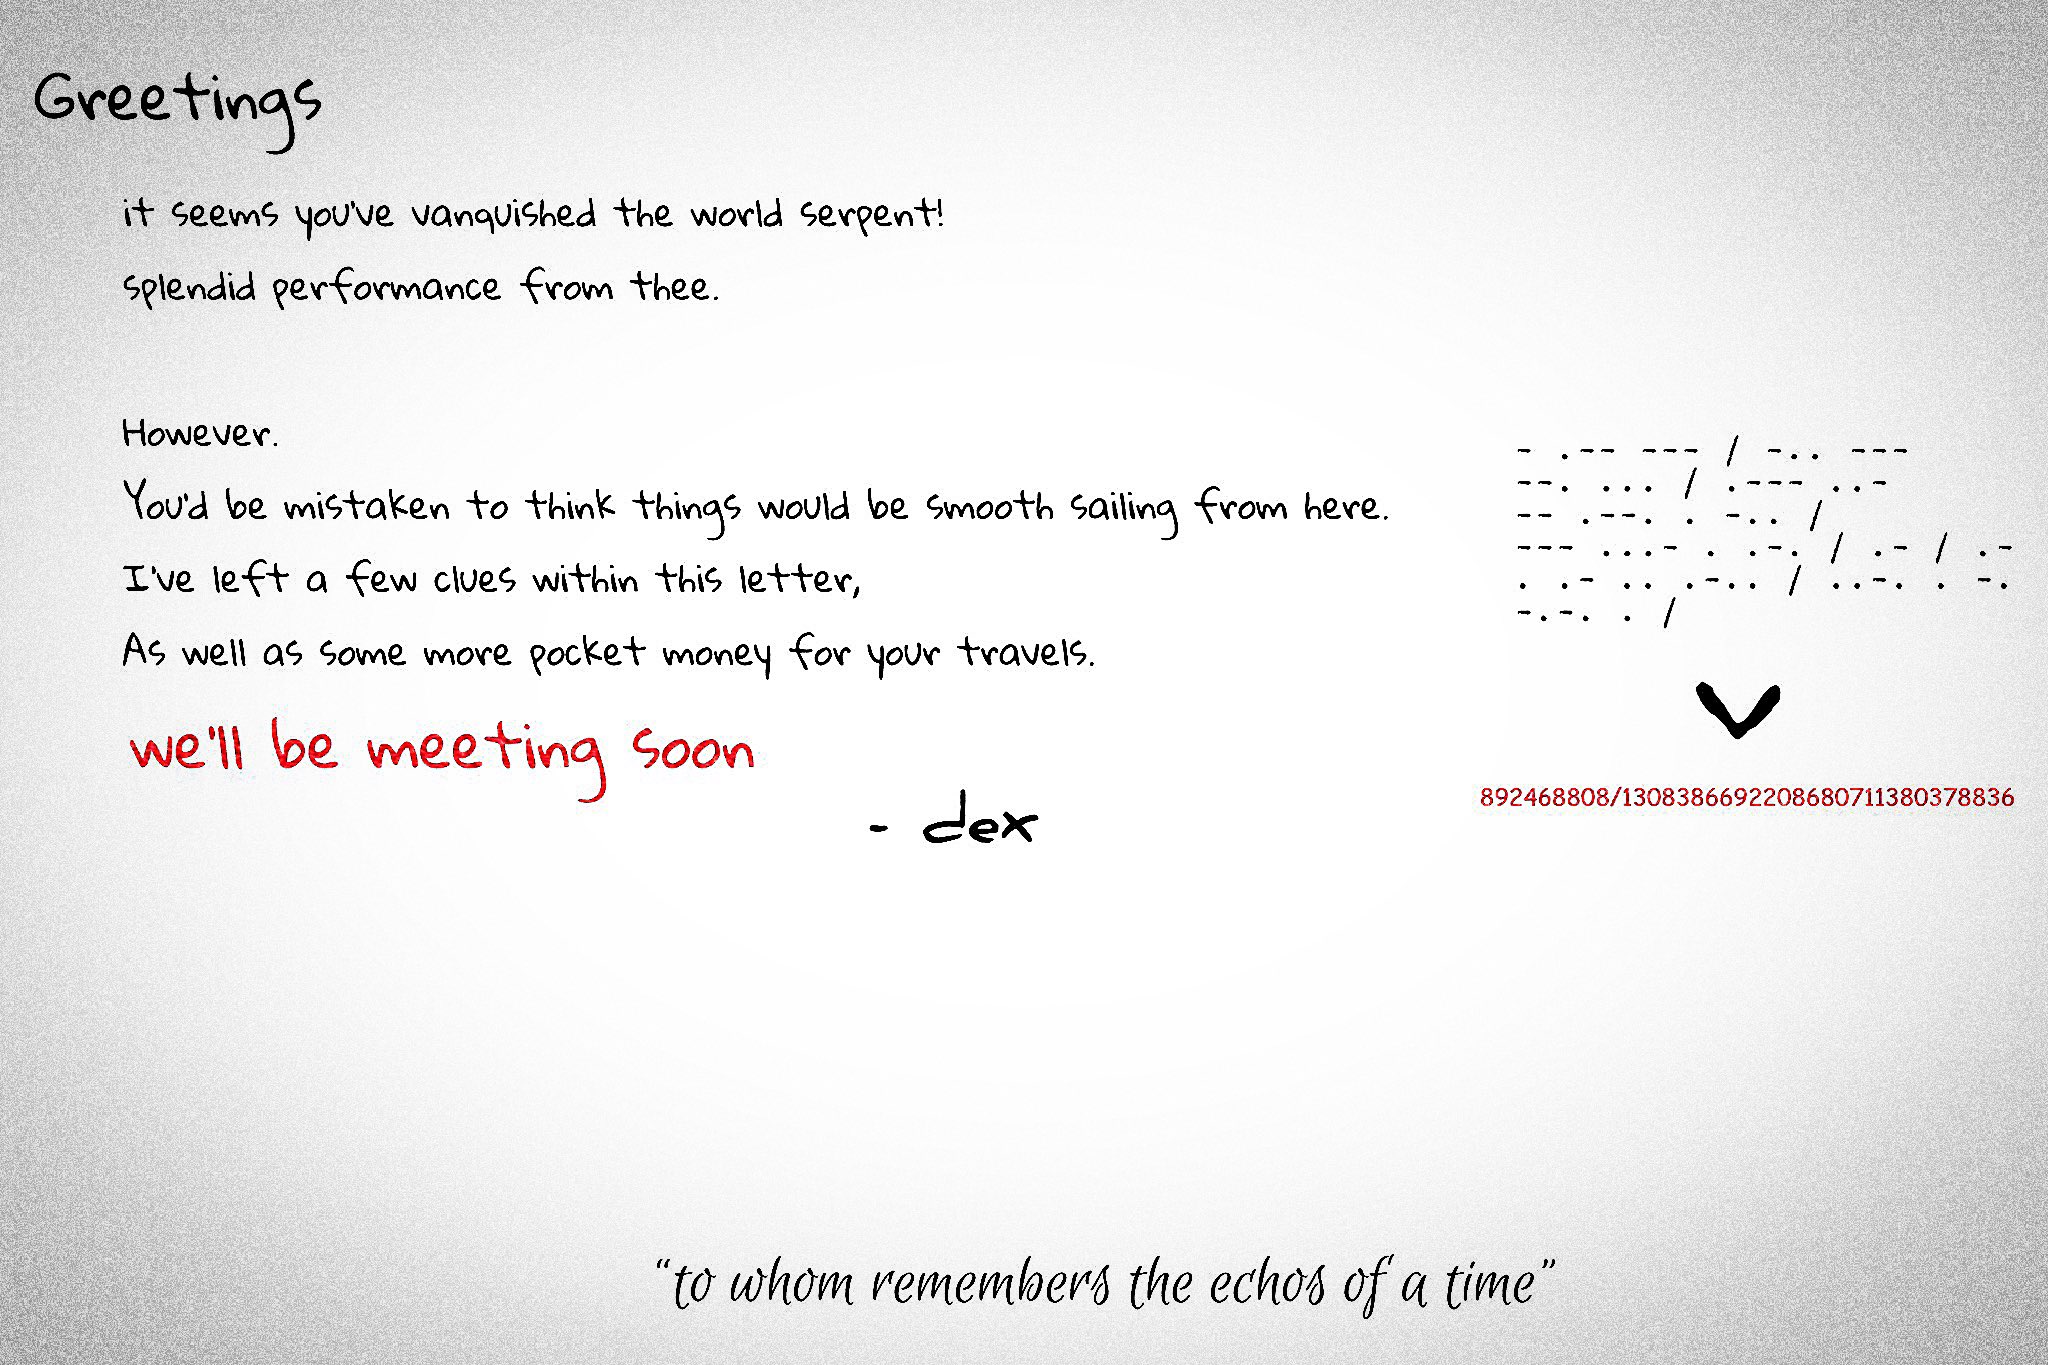 Greetings
it seems you've vanquished the world serpent!
splendid performance from thee.
However.
You'd be mistaken to think things would be smooth sailing from here.
I've left a few clues within this letter,
As well as some more pocket money for your travels.
we'll be meeting soon
- dex
- .-- --- / -.. ---
--. ... / .--- ..-
-- .--. . -.. /
--- ...- . .-. / .- / .-
. .- .. .-.. / ..-. . -.
-.-. . /
892468808/1308386692208680711380378836
“to whom remembers the echos of a time”